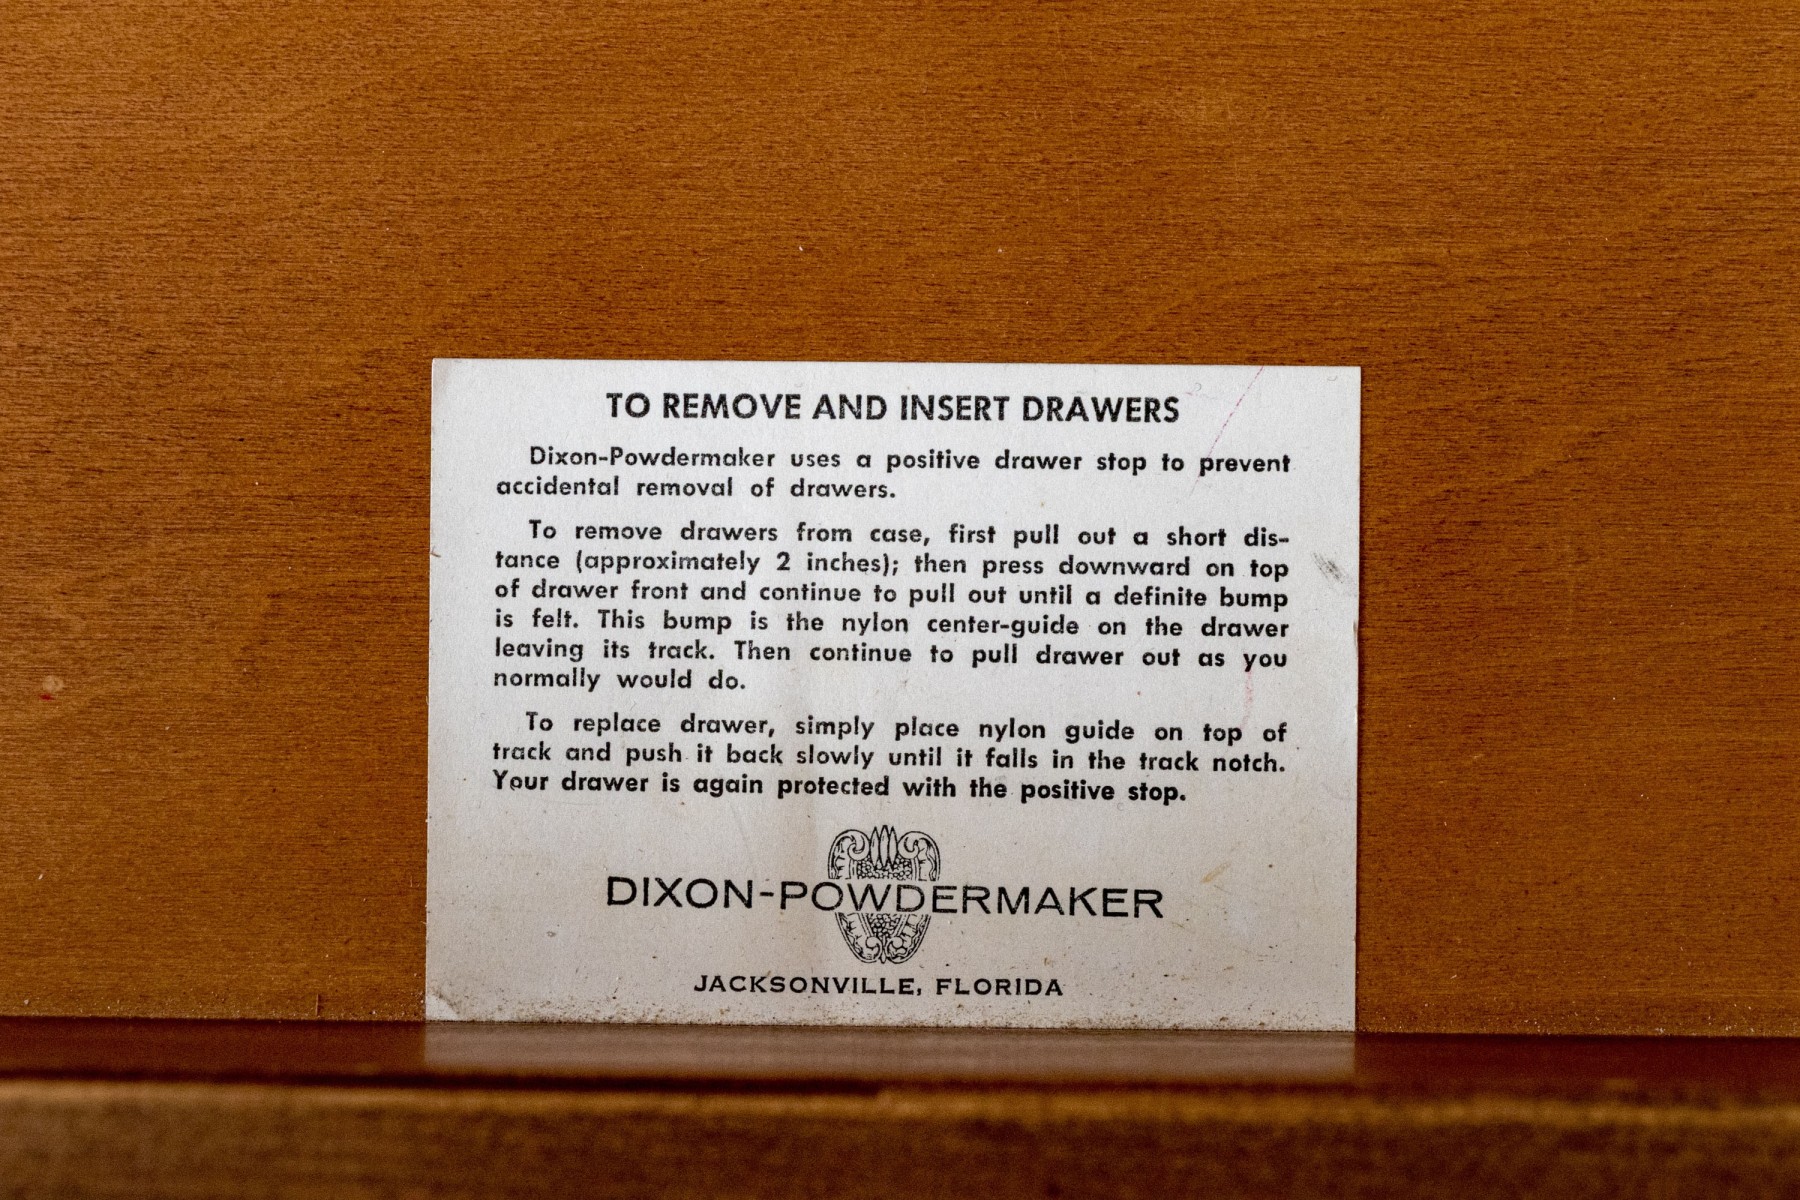 TO REMOVE AND INSERT DRAWERS
Dixon-Powdermaker uses a positive drawer stop to prevent
accidental removal of drawers.
To remove drawers from case, first pull out a short dis-
tance (approximately 2 inches); then press downward on top
of drawer front and continue to pull out until a definite bump
is felt. This bump is the nylon center-guide on the drawer
leaving its track. Then continue to pull drawer out as you
normally would do.
To replace drawer, simply place nylon guide on top of
track and push it back slowly until it falls in the track notch.
Your drawer is again protected with the positive stop.
DIXON-POWDERMAKER
JACKSONVILLE, FLORIDA